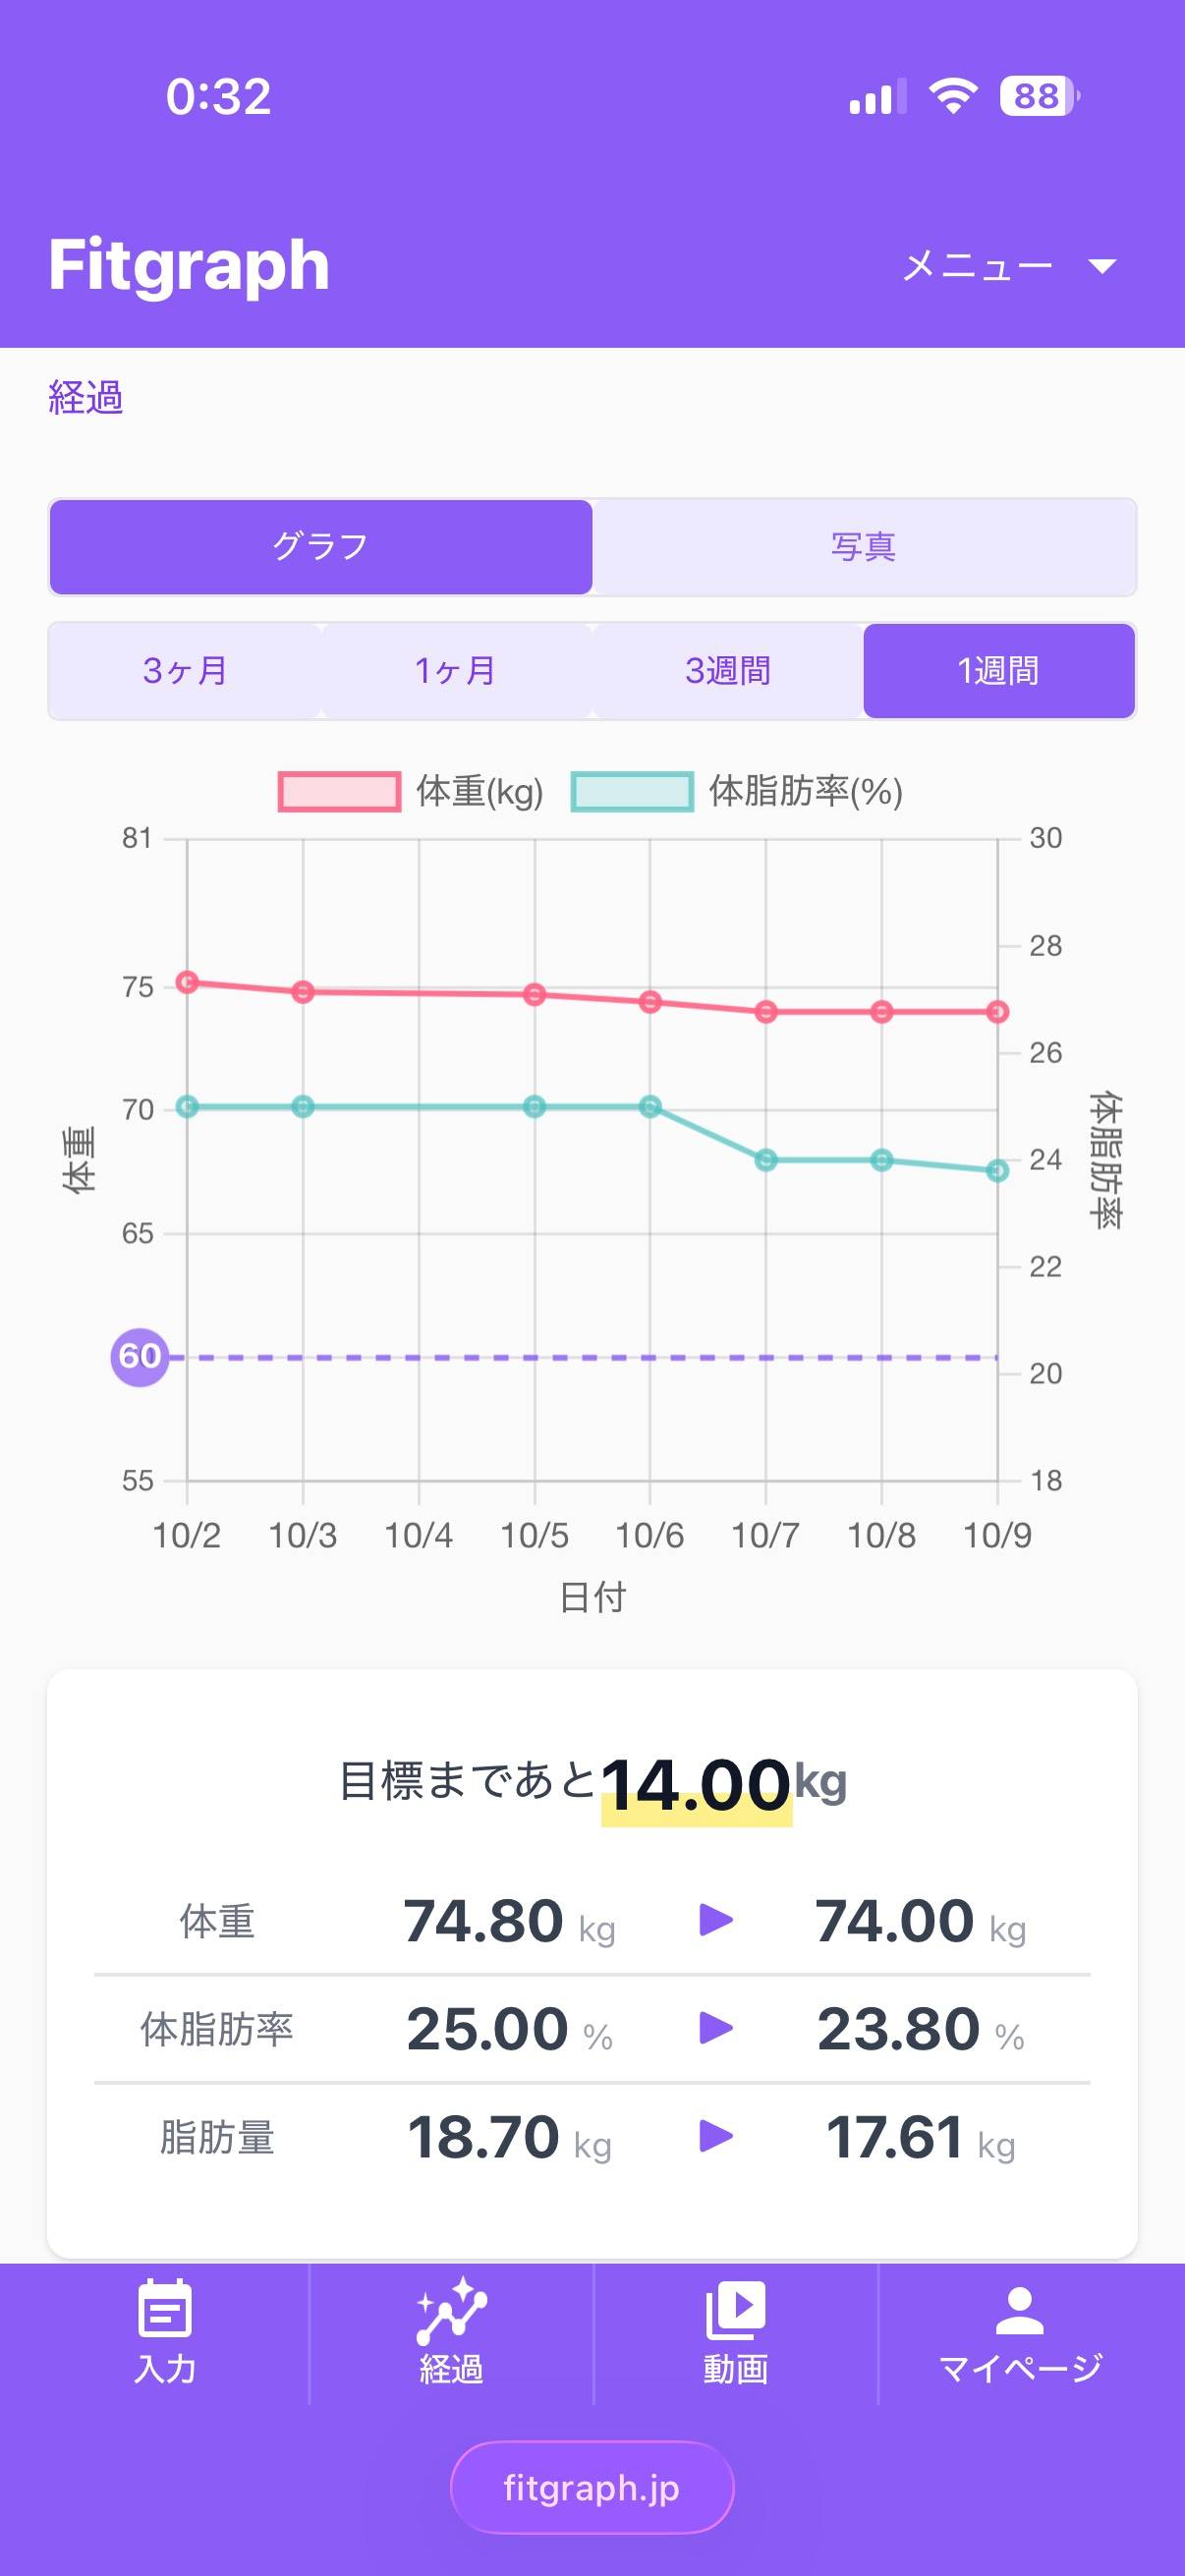 0:32
88
Fitgraph
メニュー
経過
グラフ 写真
3ヶ月 1ヶ月 3週間 1週間
体重(kg) 体脂肪率(%)
81 30
28
75
26
70
体重
体脂肪率
24
65
22
60
20
55 18
10/2 10/3 10/4 10/5 10/6 10/7 10/8 10/9
日付
目標まであと14.00kg
体重 74.80 kg 74.00 kg
体脂肪率 25.00 % 23.80 %
脂肪量 18.70 kg 17.61 kg
入力 経過 動画 マイページ
fitgraph.jp